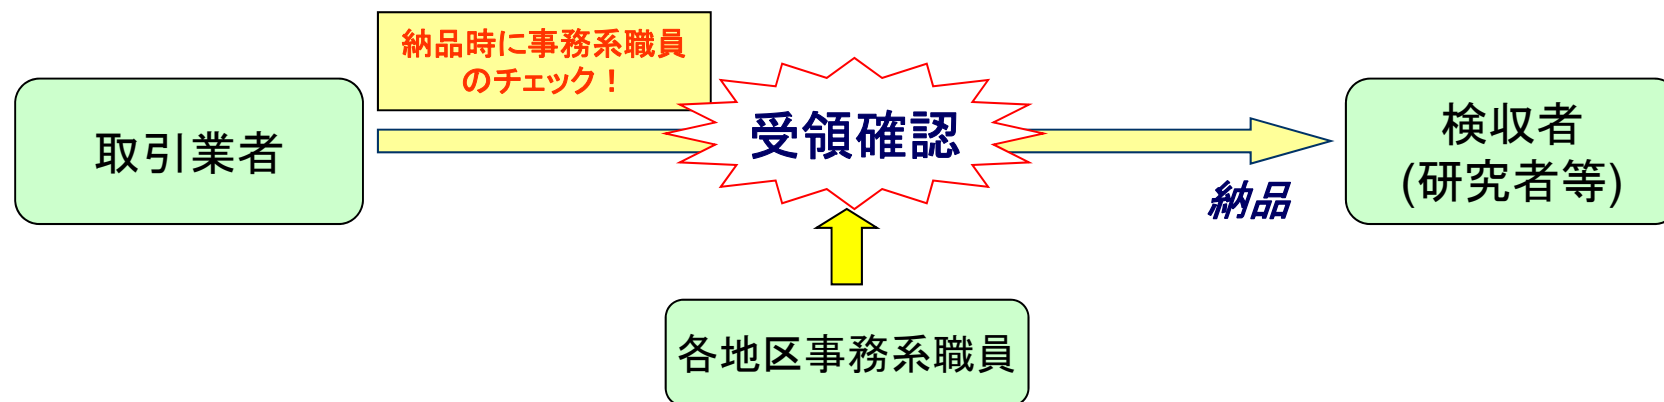 納品時に事務系職員
のチェック！
取引業者
受領確認
検収者
(研究者等)
納品
各地区事務系職員